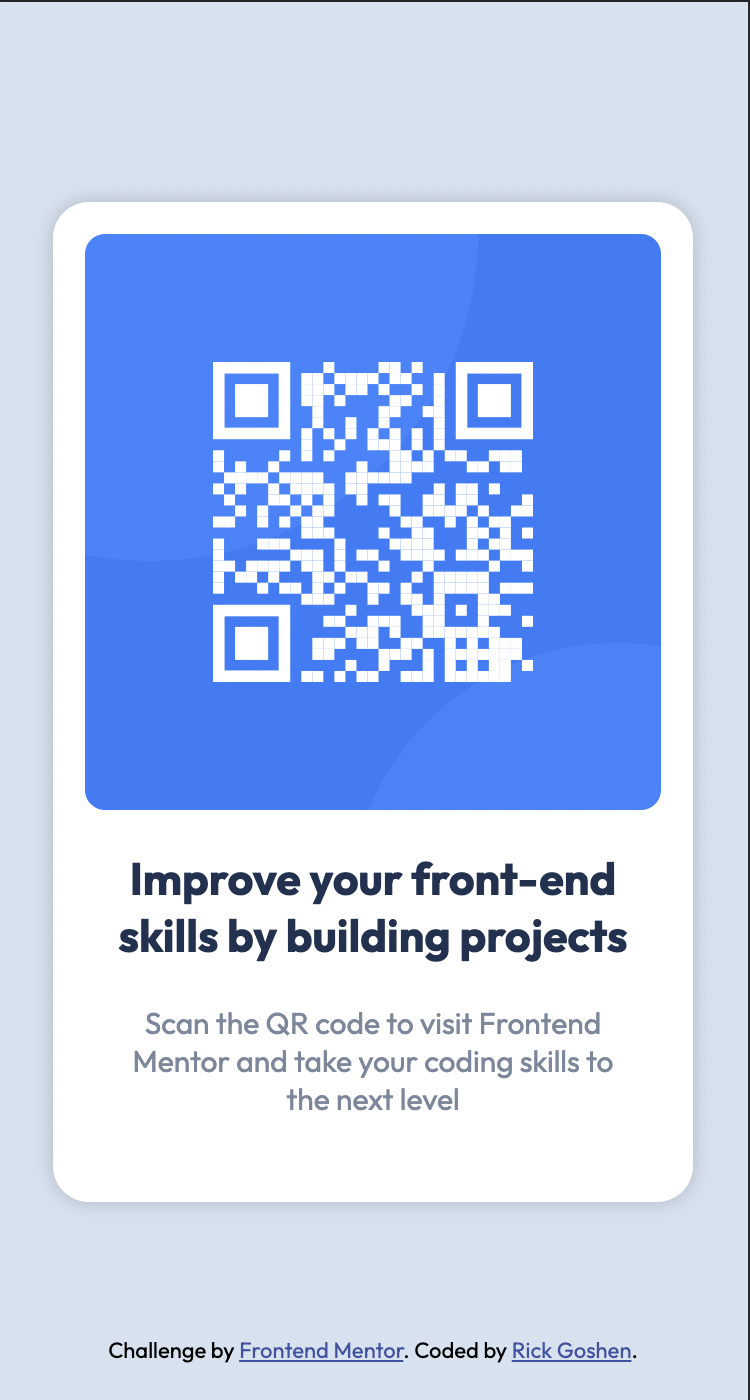 Improve your front-end
skills by building projects
Scan the QR code to visit Frontend
Mentor and take your coding skills to
the next level
Challenge by Frontend Mentor. Coded by Rick Goshen.